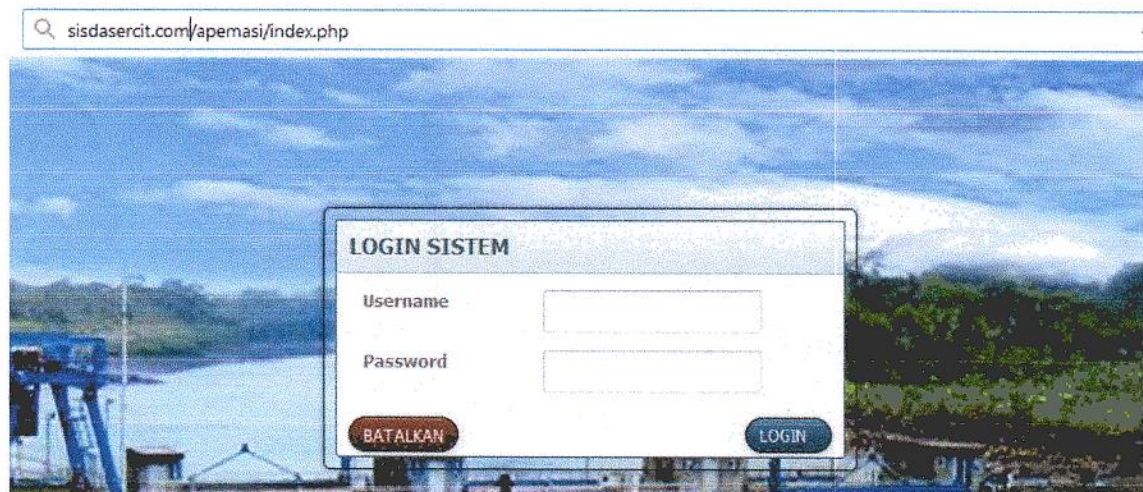 sisdasercit.com/apemasi/index.php
LOGIN SISTEM
Username
Password
BATALKAN
LOGIN